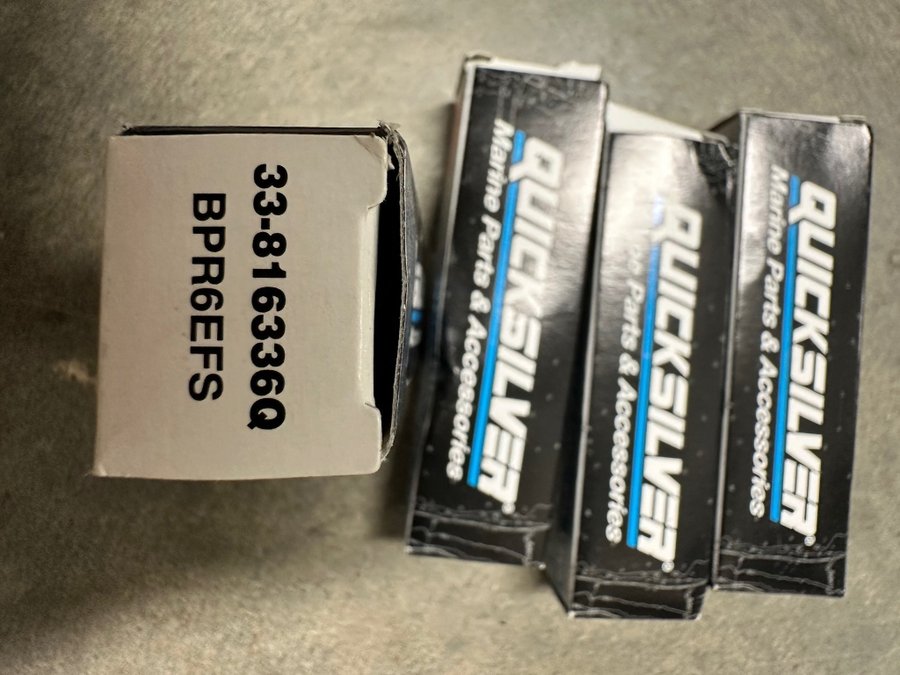 33-816336Q
BPR6EFS
QUICKSILVER®
Marine Parts & Accessories
QUICKSILVER®
Parts & Accessories
QUICKSILVER®
Marine Parts & Accessories